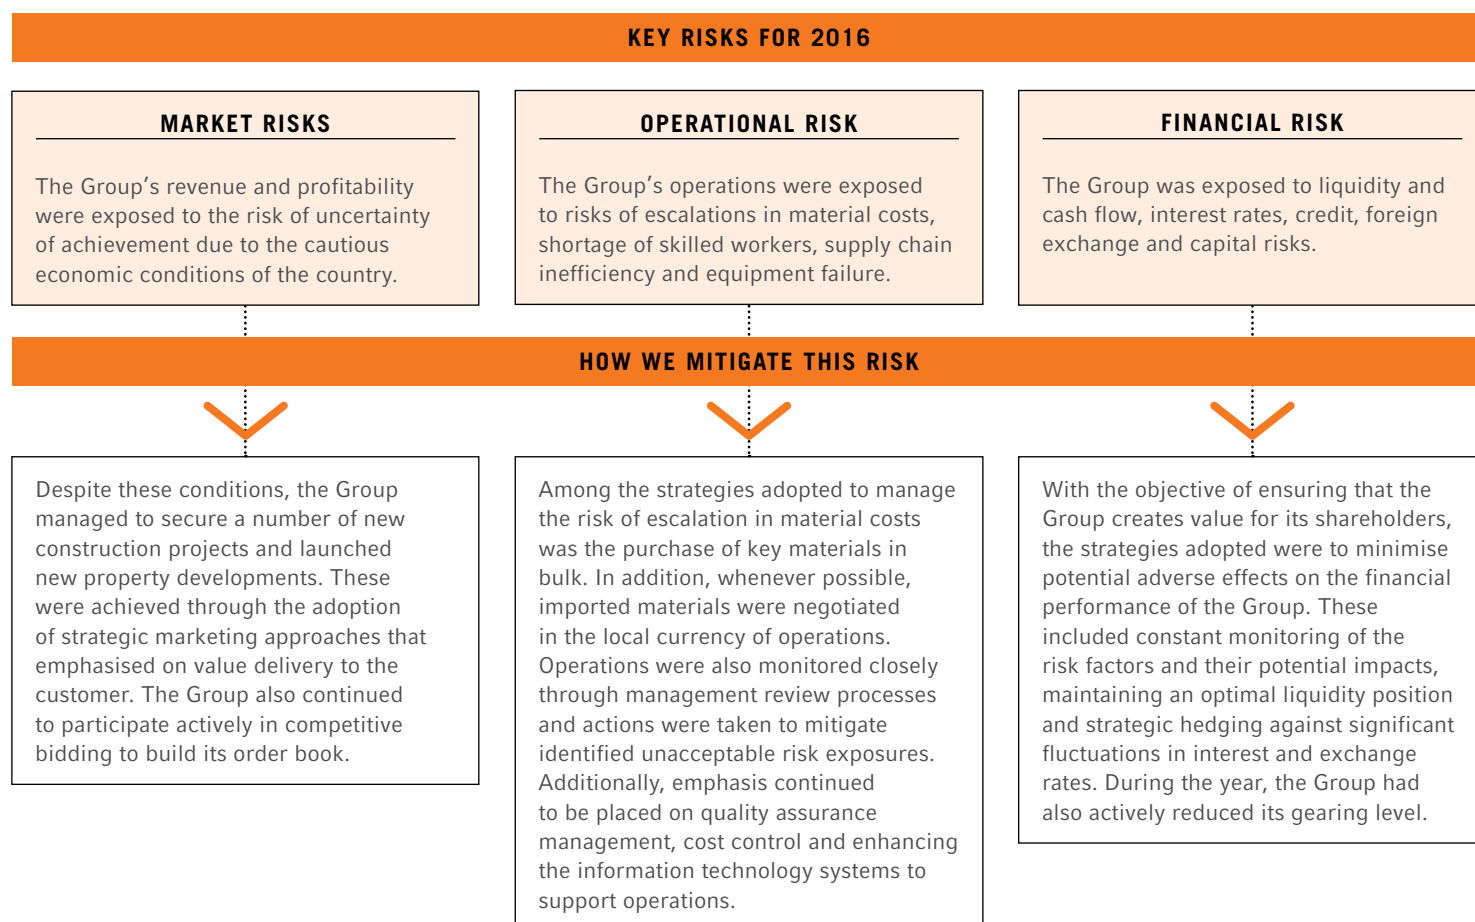 KEY RISKS FOR 2016
MARKET RISKS
The Group’s revenue and profitability
were exposed to the risk of uncertainty
of achievement due to the cautious
economic conditions of the country.
OPERATIONAL RISK
The Group’s operations were exposed
to risks of escalations in material costs,
shortage of skilled workers, supply chain
inefficiency and equipment failure.
FINANCIAL RISK
The Group was exposed to liquidity and
cash flow, interest rates, credit, foreign
exchange and capital risks.
HOW WE MITIGATE THIS RISK
Despite these conditions, the Group
managed to secure a number of new
construction projects and launched
new property developments. These
were achieved through the adoption
of strategic marketing approaches that
emphasised on value delivery to the
customer. The Group also continued
to participate actively in competitive
bidding to build its order book.
Among the strategies adopted to manage
the risk of escalation in material costs
was the purchase of key materials in
bulk. In addition, whenever possible,
imported materials were negotiated
in the local currency of operations.
Operations were also monitored closely
through management review processes
and actions were taken to mitigate
identified unacceptable risk exposures.
Additionally, emphasis continued
to be placed on quality assurance
management, cost control and enhancing
the information technology systems to
support operations.
With the objective of ensuring that the
Group creates value for its shareholders,
the strategies adopted were to minimise
potential adverse effects on the financial
performance of the Group. These
included constant monitoring of the
risk factors and their potential impacts,
maintaining an optimal liquidity position
and strategic hedging against significant
fluctuations in interest and exchange
rates. During the year, the Group had
also actively reduced its gearing level.